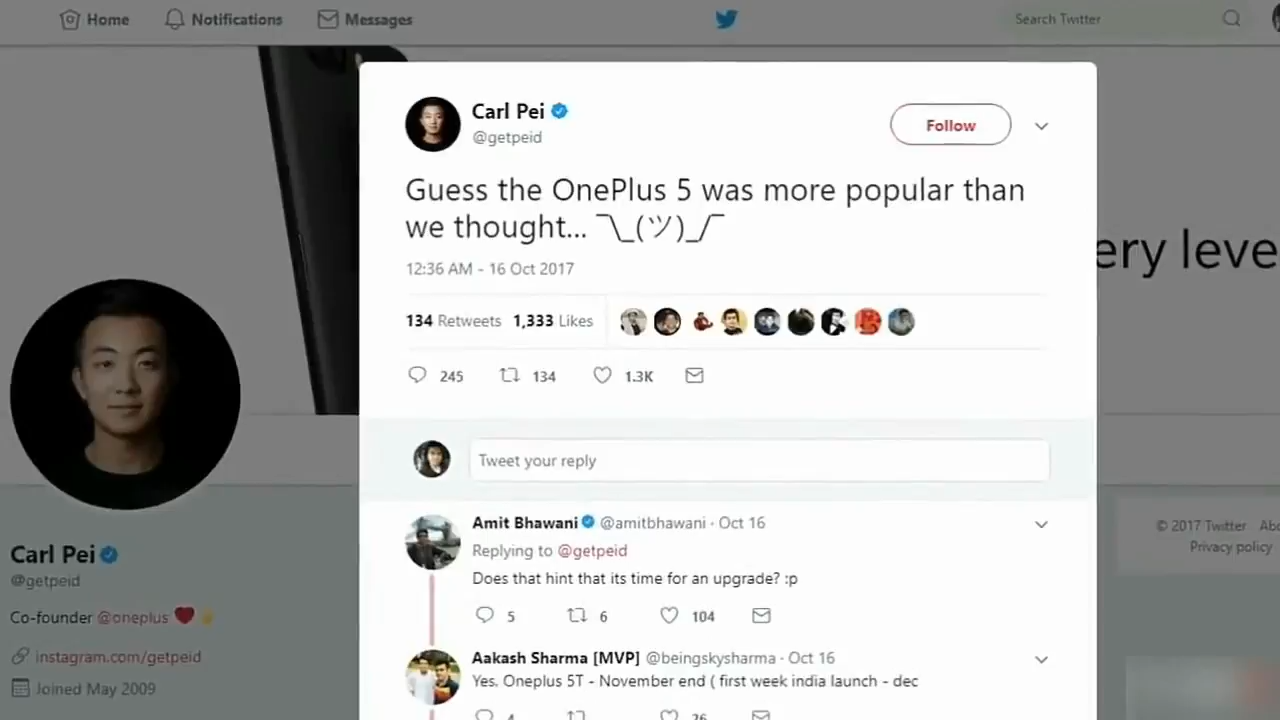 Home Notifications Messages Search Twitter
Carl Pei
@getpeid
Follow
Guess the OnePlus 5 was more popular than
we thought... ¯\_(ツ)_/¯
12:36 AM - 16 Oct 2017
134 Retweets 1,333 Likes
245 134 1.3K
Tweet your reply
Amit Bhawani @amitbhawani · Oct 16
Replying to @getpeid
Does that hint that its time for an upgrade? :p
5 6 104
Aakash Sharma [MVP] @beingskysharma · Oct 16
Yes. Oneplus 5T - November end ( first week india launch - dec
4 26
ery leve
Carl Pei
@getpeid
Co-founder @oneplus
instagram.com/getpeid
Joined May 2009
© 2017 Twitter Abo
Privacy policy